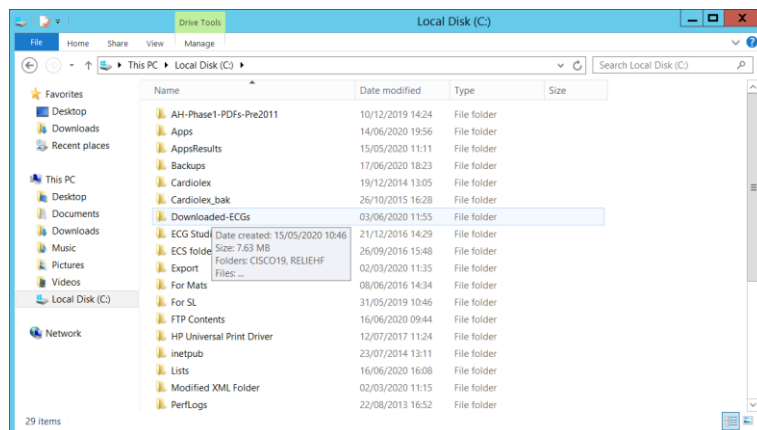 Drive Tools
Local Disk (C:)
File Home Share View Manage
This PC Local Disk (C:)
Search Local Disk (C:)
Favorites
Desktop
Downloads
Recent places
This PC
Desktop
Documents
Downloads
Music
Pictures
Videos
Local Disk (C:)
Network
Name Date modified Type Size
AH-Phase1-PDFs-Pre2011 10/12/2019 14:24 File folder
Apps 14/06/2020 19:56 File folder
AppsResults 15/05/2020 11:11 File folder
Backups 17/06/2020 18:23 File folder
Cardiolex 19/12/2014 13:05 File folder
Cardiolex_bak 26/10/2015 16:28 File folder
Downloaded-ECGs 03/06/2020 11:55 File folder
ECG Studi 21/12/2016 14:29 File folder
ECS folde 26/09/2016 15:48 File folder
Export 02/03/2020 11:35 File folder
For Mats 08/06/2016 14:34 File folder
For SL 31/05/2019 10:46 File folder
FTP Contents 16/06/2020 09:44 File folder
HP Universal Print Driver 12/07/2017 11:24 File folder
inetpub 23/07/2014 13:11 File folder
Lists 16/06/2020 16:08 File folder
Modified XML Folder 02/03/2020 11:15 File folder
PerfLogs 22/08/2013 16:52 File folder
Date created: 15/05/2020 10:46
Size: 7.63 MB
Folders: CISCO19, RELIEHF
Files: ...
29 items